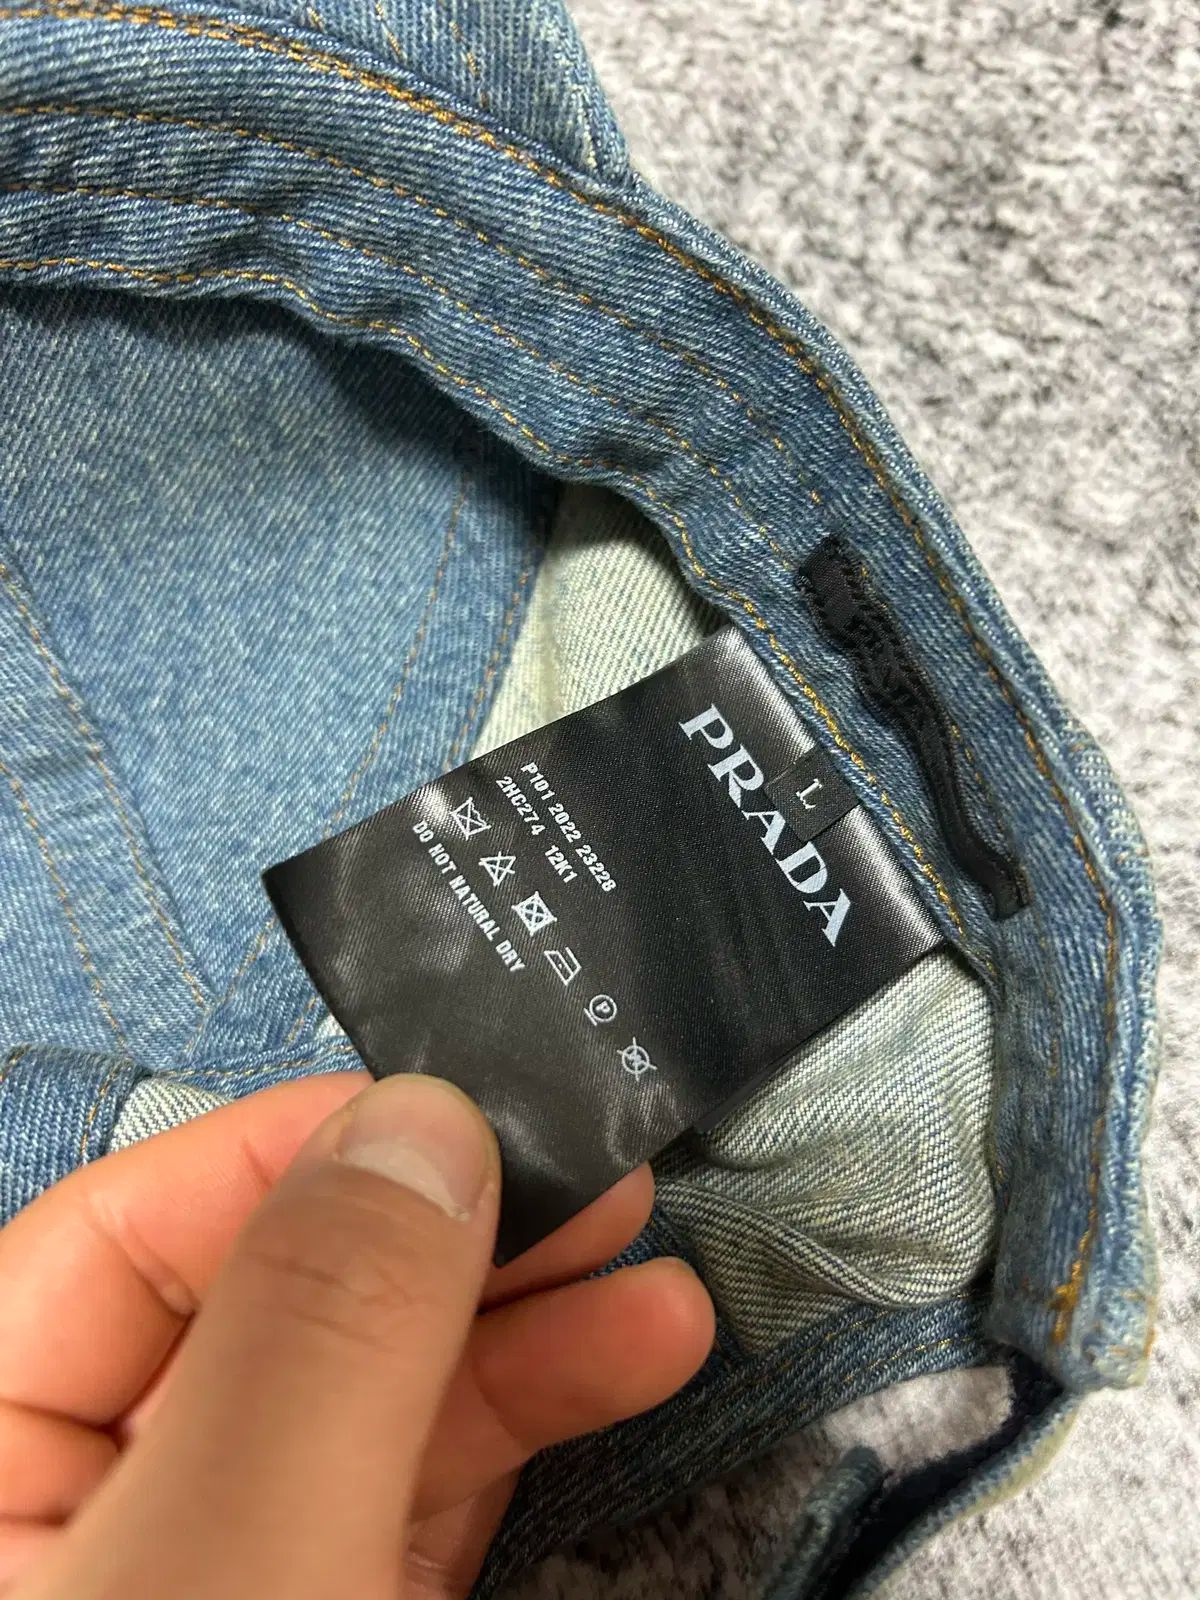 PRADA
L
P101 2022 23228
2HC274 12K1
P
DO NOT NATURAL DRY